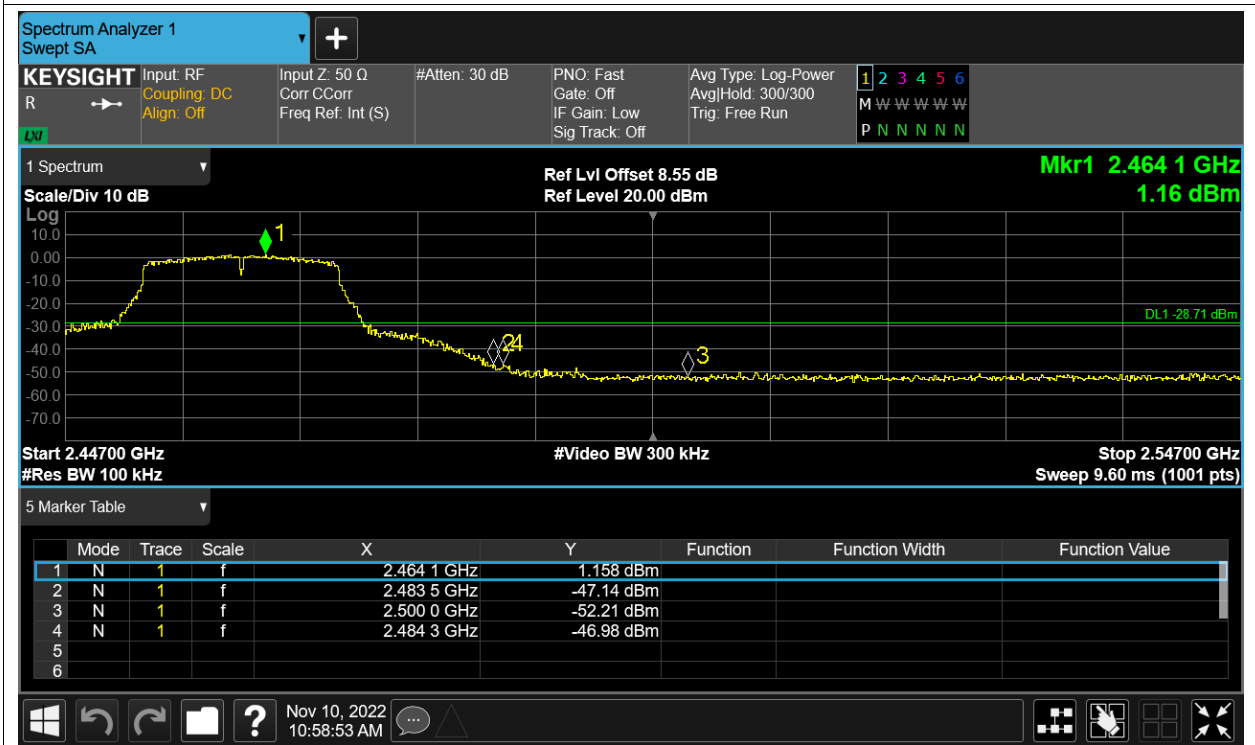 Spectrum Analyzer 1
Swept SA
+
KEYSIGHT Input: RF Input Z: 50 Ω #Atten: 30 dB PNO: Fast Avg Type: Log-Power 1 2 3 4 5 6
R Coupling: DC Corr CCorr Gate: Off Avg|Hold: 300/300 M W W W W W
Align: Off Freq Ref: Int (S) IF Gain: Low Trig: Free Run
LXI Sig Track: Off P N N N N N
1 Spectrum Ref Lvl Offset 8.55 dB Mkr1 2.464 1 GHz
Scale/Div 10 dB Ref Level 20.00 dBm 1.16 dBm
Log
10.0 1
0.00
-10.0
-20.0
DL1 -28.71 dBm
-30.0
-40.0 2 4 3
-50.0
-60.0
-70.0
Start 2.44700 GHz #Video BW 300 kHz Stop 2.54700 GHz
#Res BW 100 kHz Sweep 9.60 ms (1001 pts)
5 Marker Table
Mode Trace Scale X Y Function Function Width Function Value
1 N 1 f 2.464 1 GHz 1.158 dBm
2 N 1 f 2.483 5 GHz -47.14 dBm
3 N 1 f 2.500 0 GHz -52.21 dBm
4 N 1 f 2.484 3 GHz -46.98 dBm
5
6
? Nov 10, 2022
10:58:53 AM